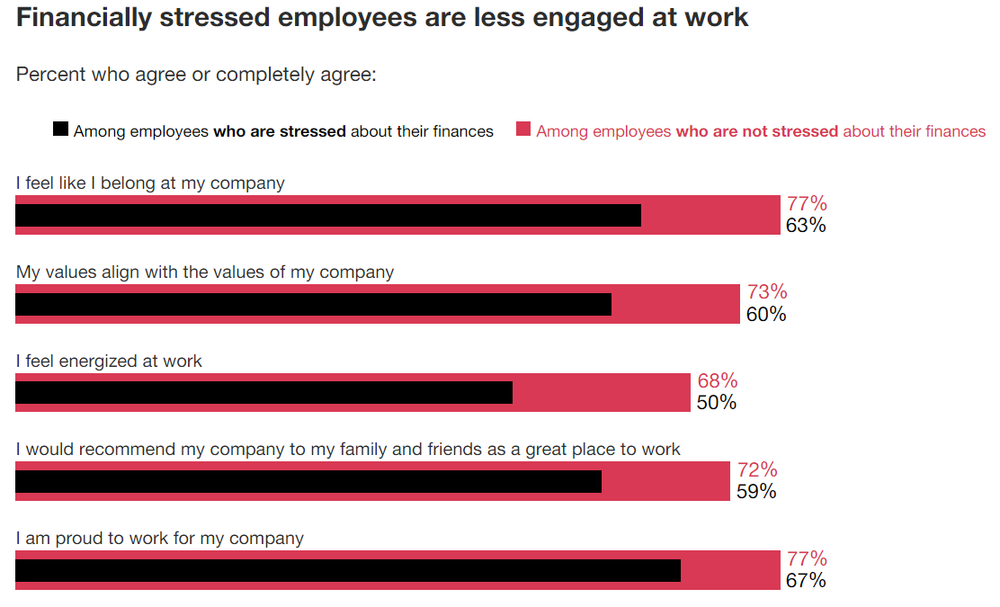 Financially stressed employees are less engaged at work
Percent who agree or completely agree:
Among employees who are stressed about their finances Among employees who are not stressed about their finances
I feel like I belong at my company
77%
63%
My values align with the values of my company
73%
60%
I feel energized at work
68%
50%
I would recommend my company to my family and friends as a great place to work
72%
59%
I am proud to work for my company
77%
67%